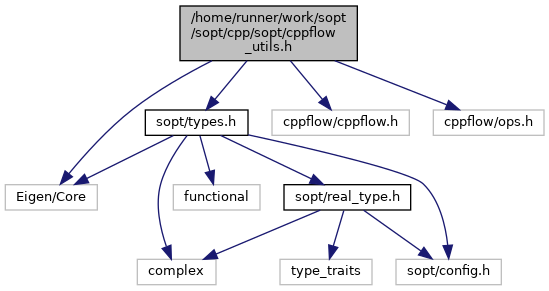 /home/runner/work/sopt
/sopt/cpp/sopt/cppflow
_utils.h
sopt/types.h
cppflow/cppflow.h
cppflow/ops.h
Eigen/Core
functional
sopt/real_type.h
complex
type_traits
sopt/config.h